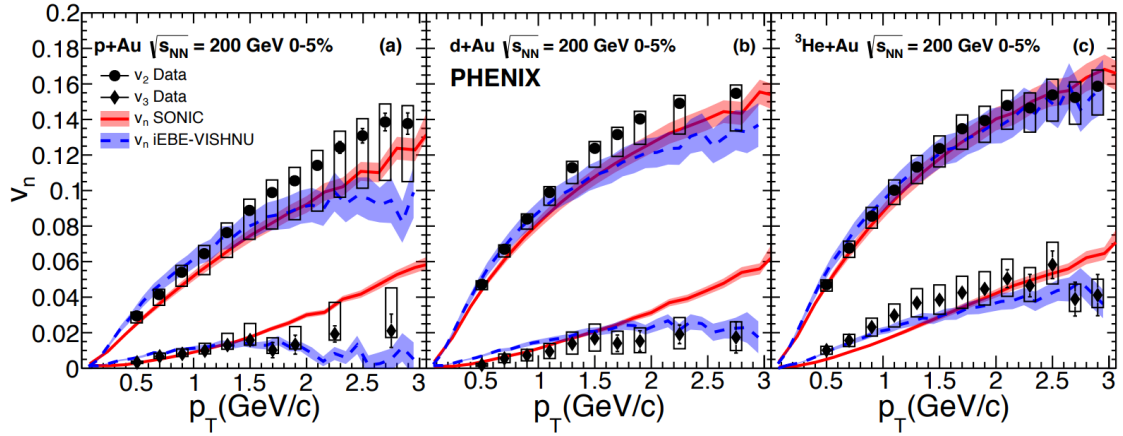 p+Au √sNN = 200 GeV 0-5% (a)
v2 Data
v3 Data
vn SONIC
vn iEBE-VISHNU
d+Au √sNN = 200 GeV 0-5% (b)
PHENIX
3He+Au √sNN = 200 GeV 0-5% (c)
vn
0.2
0.18
0.16
0.14
0.12
0.1
0.08
0.06
0.04
0.02
0
0.5 1 1.5 2 2.5 3
0.5 1 1.5 2 2.5 3
0.5 1 1.5 2 2.5 3
pT(GeV/c) pT(GeV/c) pT(GeV/c)